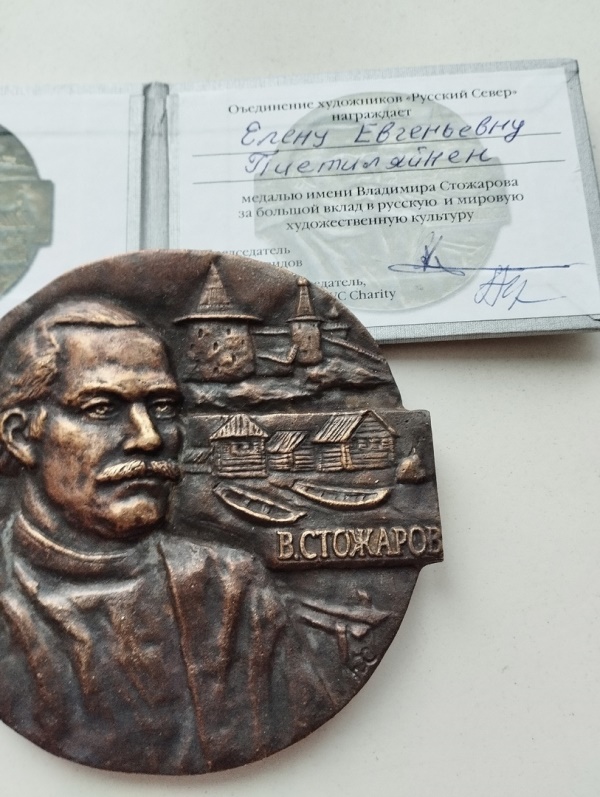 Объединение художников «Русский Север»
награждает
Елену Евгеньевну
Пиетиляйнен
медалью имени Владимира Стожарова
за большой вклад в русскую и мировую
художественную культуру
C Charity
В.СТОЖАРОВ